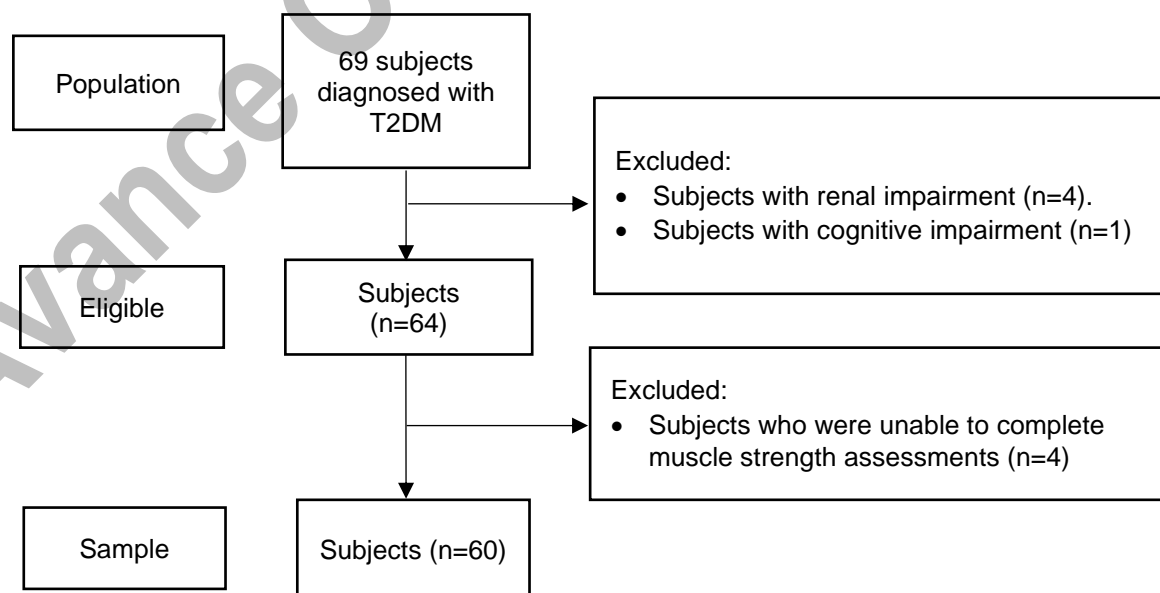 Population
69 subjects
diagnosed with
T2DM
Excluded:
• Subjects with renal impairment (n=4).
• Subjects with cognitive impairment (n=1)
Eligible
Subjects
(n=64)
Excluded:
• Subjects who were unable to complete
muscle strength assessments (n=4)
Sample
Subjects (n=60)
Avance